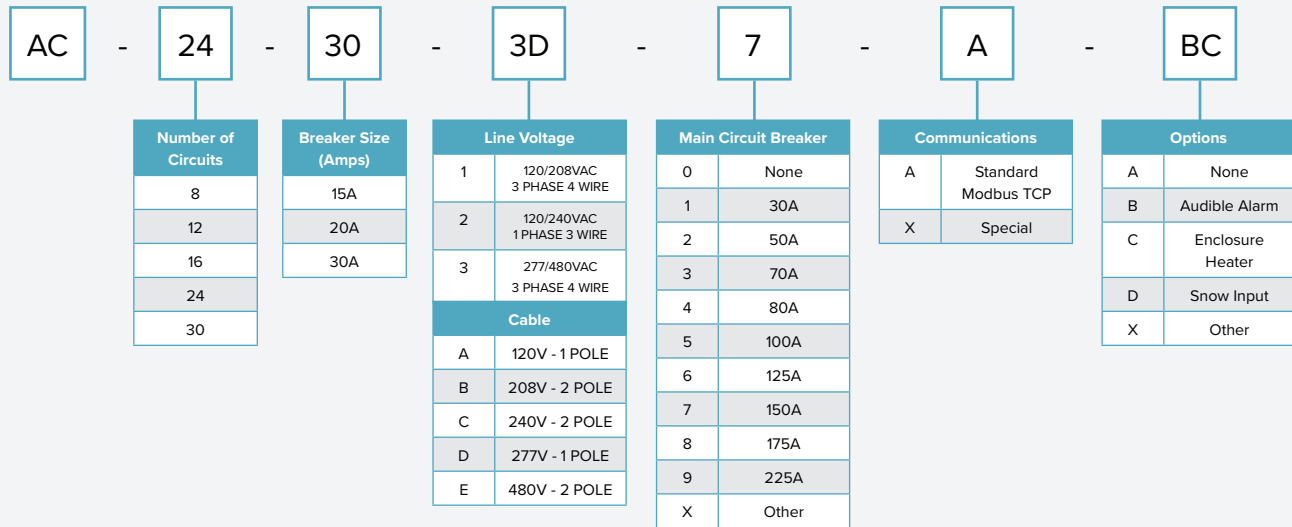 AC - 24 - 30 - 3D - 7 - A - BC
Number of
Circuits
8
12
16
24
30
Breaker Size
(Amps)
15A
20A
30A
Line Voltage
1 120/208VAC
3 PHASE 4 WIRE
2 120/240VAC
1 PHASE 3 WIRE
3 277/480VAC
3 PHASE 4 WIRE
Cable
A 120V - 1 POLE
B 208V - 2 POLE
C 240V - 2 POLE
D 277V - 1 POLE
E 480V - 2 POLE
Main Circuit Breaker
0 None
1 30A
2 50A
3 70A
4 80A
5 100A
6 125A
7 150A
8 175A
9 225A
X Other
Communications
A Standard
Modbus TCP
X Special
Options
A None
B Audible Alarm
C Enclosure
Heater
D Snow Input
X Other